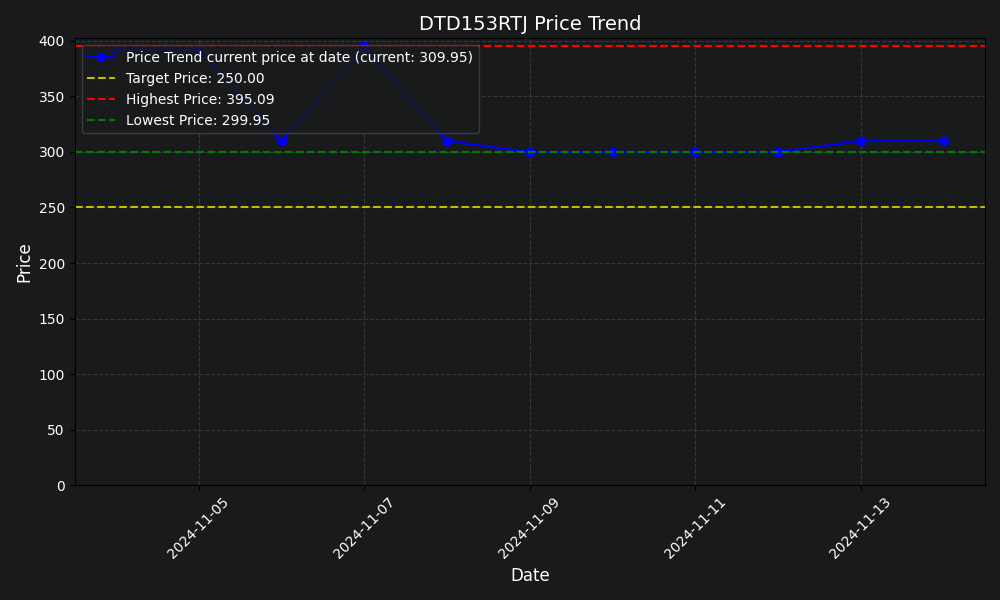 DTD153RTJ Price Trend
400
350
300
250
200
150
100
50
0
Price
Price Trend current price at date (current: 309.95)
Target Price: 250.00
Highest Price: 395.09
Lowest Price: 299.95
2024-11-05
2024-11-07
2024-11-09
2024-11-11
2024-11-13
Date